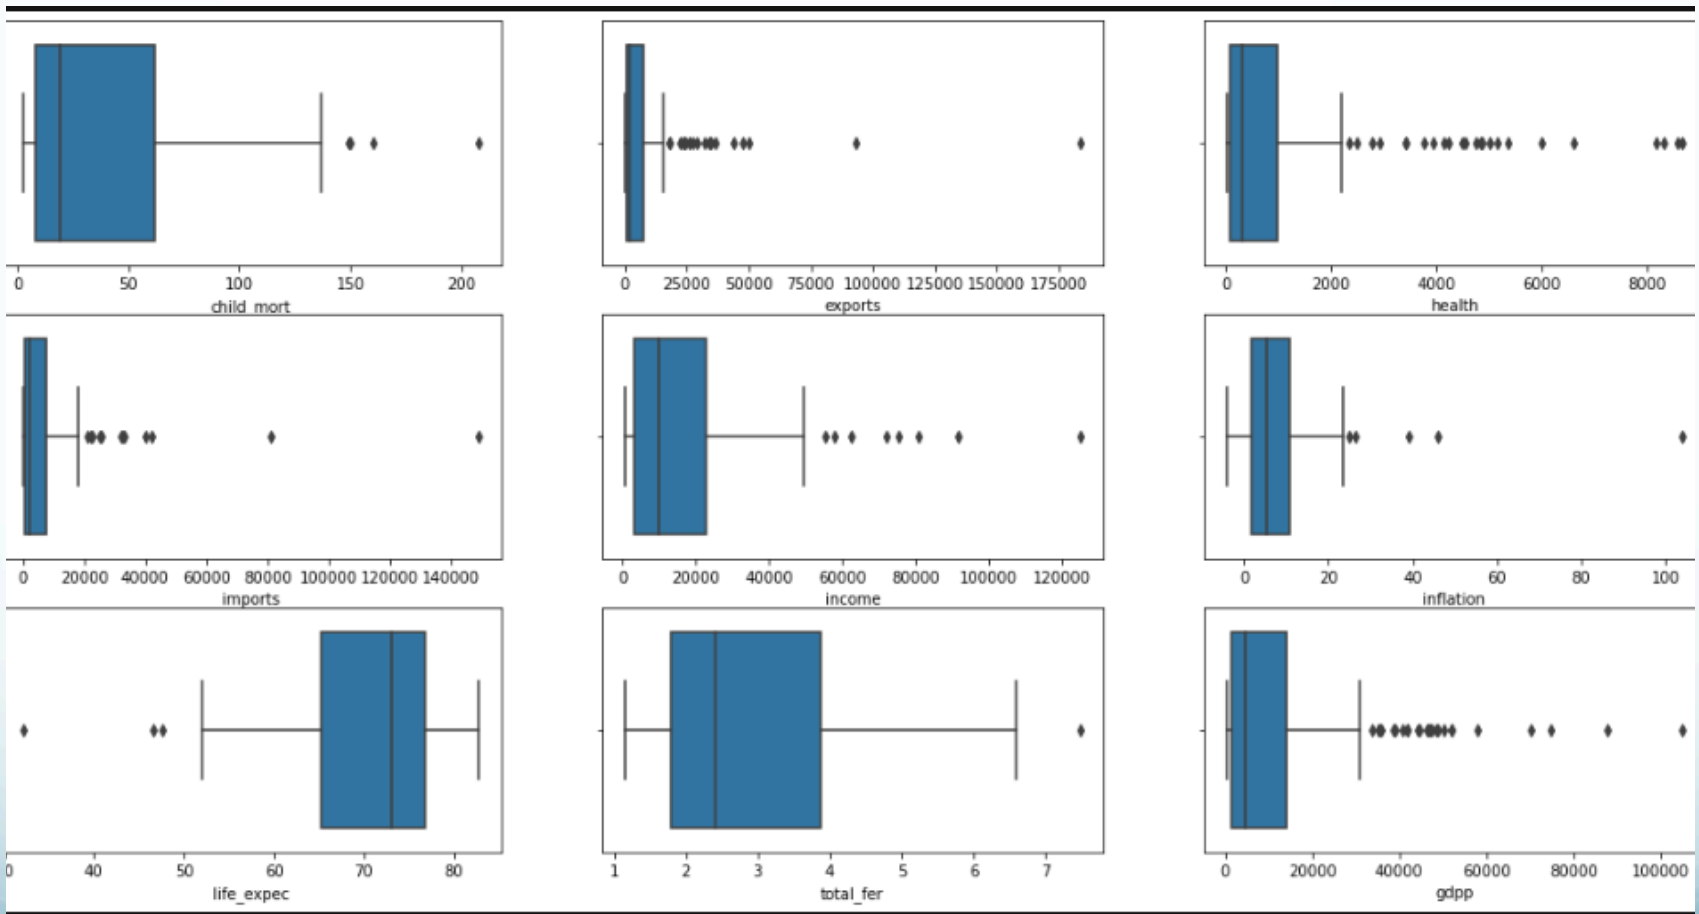 0 50 100 150 200
child_mort
0 25000 50000 75000 100000 125000 150000 175000
exports
0 2000 4000 6000 8000
health
0 20000 40000 60000 80000 100000 120000 140000
imports
0 20000 40000 60000 80000 100000 120000
income
0 20 40 60 80 100
inflation
0 40 50 60 70 80
life_expec
1 2 3 4 5 6 7
total_fer
0 20000 40000 60000 80000 100000
gdpp